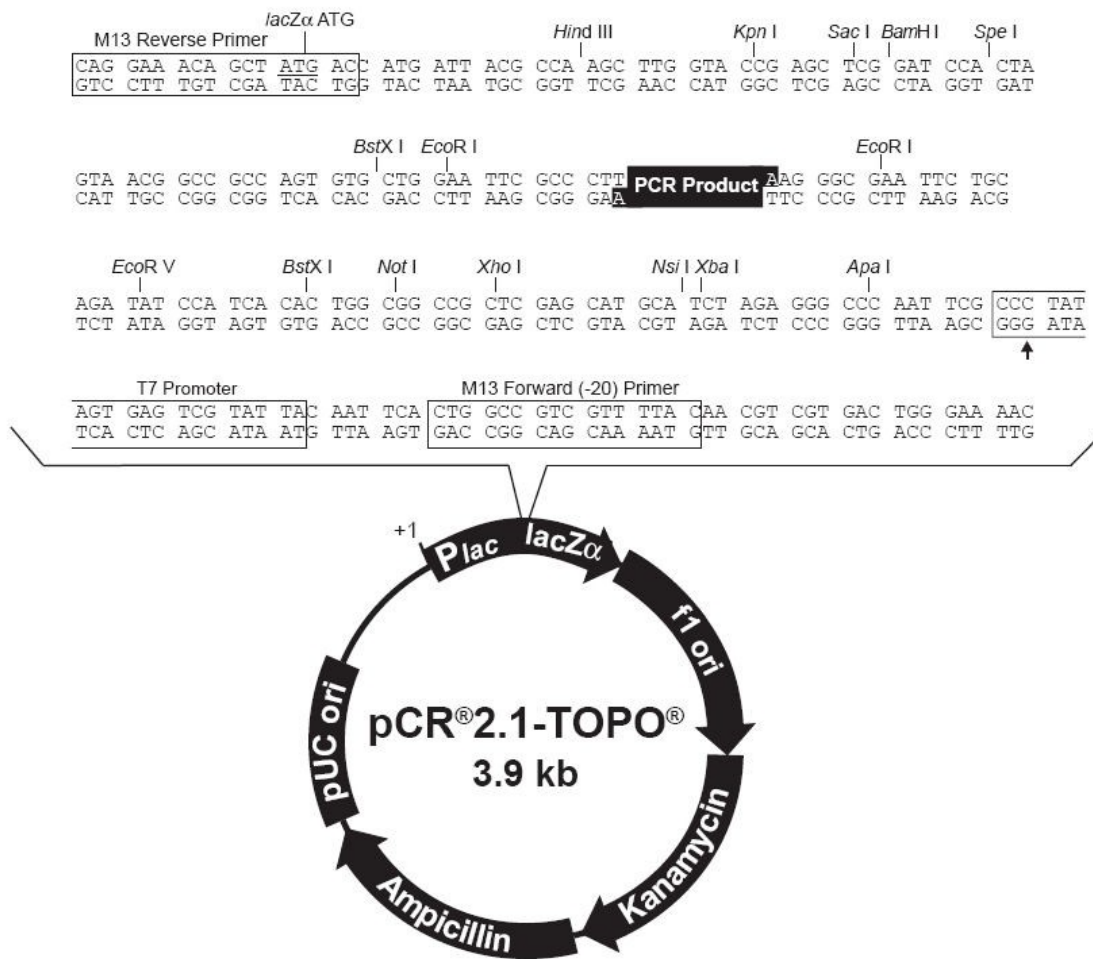 lacZα ATG
M13 Reverse Primer
Hind III Kpn I Sac I BamH I Spe I
CAG GAA ACA GCT ATG ACC ATG ATT ACG CCA AGC TTG GTA CCG AGC TCG GAT CCA CTA
GTC CTT TGT CGA TAC TGG TAC TAA TGC GGT TCG AAC CAT GGC TCG AGC CTA GGT GAT
BstX I EcoR I EcoR I
GTA ACG GCC GCC AGT GTG CTG GAA TTC GCC CTT PCR Product AAG GGC GAA TTC TGC
CAT TGC CGG CGG TCA CAC GAC CTT AAG CGG GAA TTC CCG CTT AAG ACG
EcoR V BstX I Not I Xho I Nsi I Xba I Apa I
AGA TAT CCA TCA CAC TGG CGG CCG CTC GAG CAT GCA TCT AGA GGG CCC AAT TCG CCC TAT
TCT ATA GGT AGT GTG ACC GCC GGC GAG CTC GTA CGT AGA TCT CCC GGG TTA AGC GGG ATA
T7 Promoter M13 Forward (-20) Primer
AGT GAG TCG TAT TAC AAT TCA CTG GCC GTC GTT TTA CAA CGT CGT GAC TGG GAA AAC
TCA CTC AGC ATA ATG TTA AGT GAC CGG CAG CAA AAT GTT GCA GCA CTG ACC CTT TTG
+1
Plac lacZα
f1 ori
pUC ori
pCR®2.1-TOPO®
3.9 kb
Kanamycin
Ampicillin